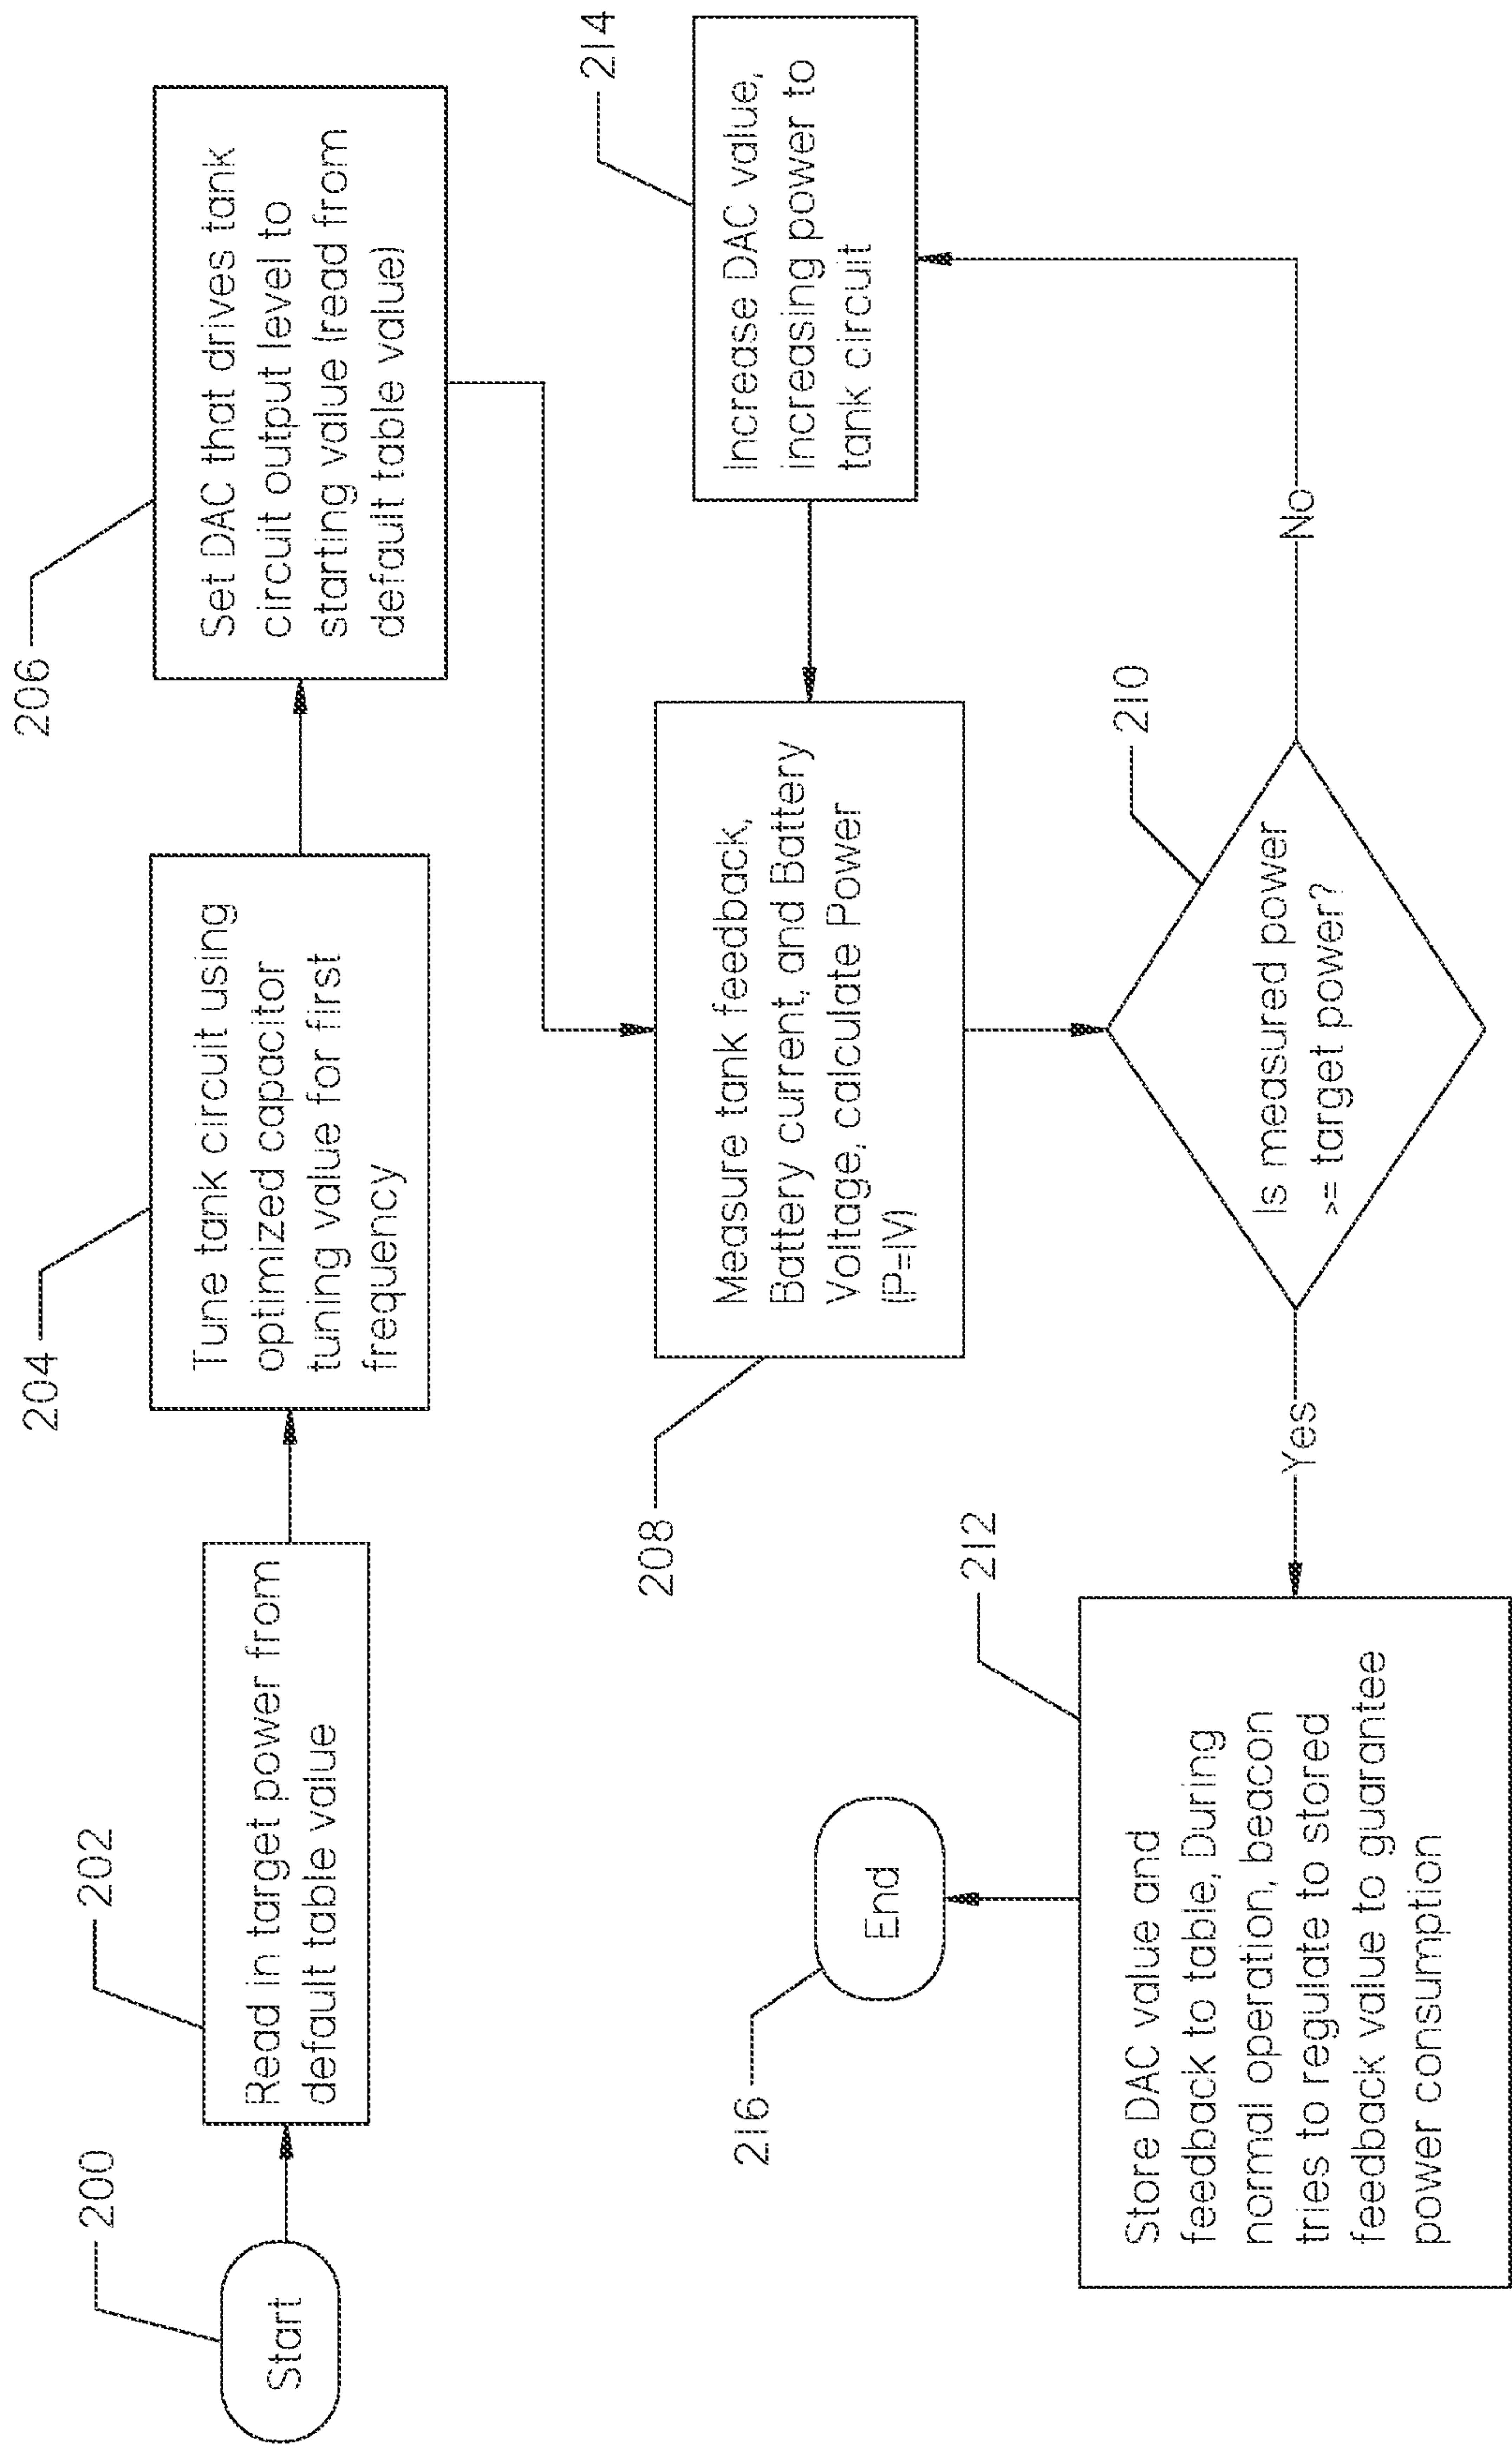 200
Start
202
Read in target power from
default table value
204
Tune tank circuit using
optimized capacitor
tuning value for first
frequency
206
Set DAC that drives tank
circuit output level to
starting value (read from
default table value)
208
Measure tank feedback,
Battery current, and Battery
Voltage, calculate Power
(P=IV)
214
Increase DAC value,
increasing power to
tank circuit
210
Is measured power
>= target power?
No
Yes
212
Store DAC value and
feedback to table, During
normal operation, beacon
tries to regulate to stored
feedback value to guarantee
power consumption
216
End